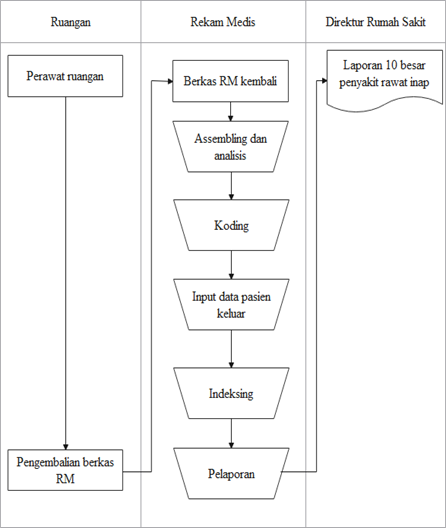 Ruangan
Rekam Medis
Direktur Rumah Sakit
Perawat ruangan
Pengembalian berkas
RM
Berkas RM kembali
Assembling dan
analisis
Koding
Input data pasien
keluar
Indeksing
Pelaporan
Laporan 10 besar
penyakit rawat inap